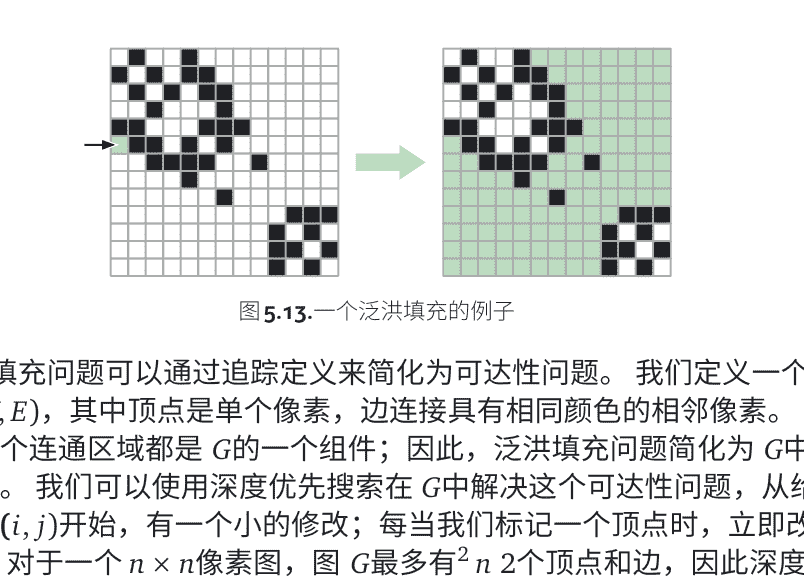 图5.13.一个泛洪填充的例子
填充问题可以通过追踪定义来简化为可达性问题。 我们定义一个
, E)，其中顶点是单个像素，边连接具有相同颜色的相邻像素。
个连通区域都是 G的一个组件；因此，泛洪填充问题简化为 G中
。 我们可以使用深度优先搜索在 G中解决这个可达性问题，从给
(i, j)开始，有一个小的修改；每当我们标记一个顶点时，立即改
对于一个 n × n像素图，图 G最多有² n 2个顶点和边，因此深度